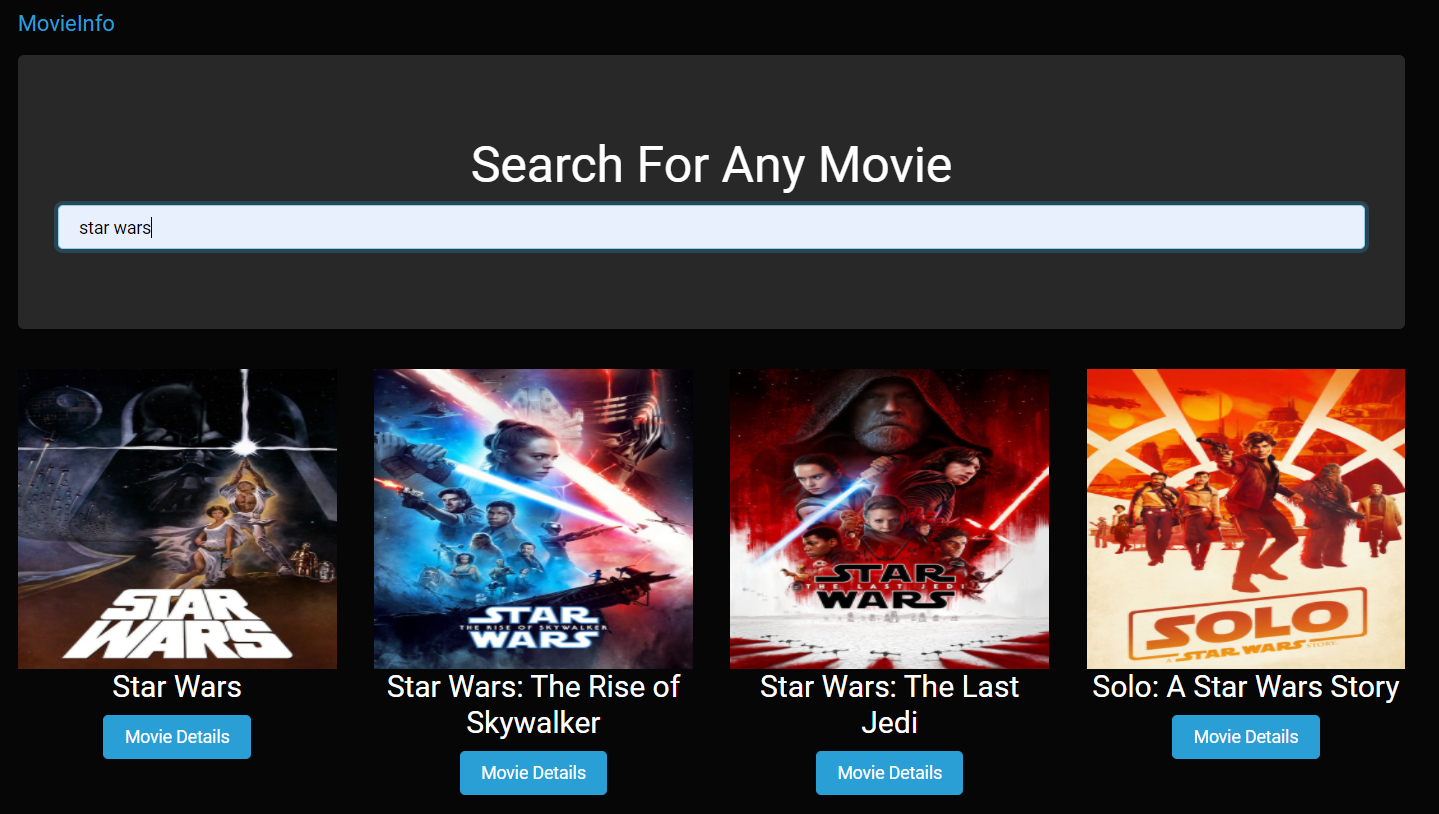 MovieInfo
Search For Any Movie
star wars
STAR
WARS
STAR
THE RISE OF SKYWALKER
WARS
STAR
THE LAST JEDI
WARS
SOLO
A STAR WARS STORY
Star Wars
Movie Details
Star Wars: The Rise of
Skywalker
Movie Details
Star Wars: The Last
Jedi
Movie Details
Solo: A Star Wars Story
Movie Details